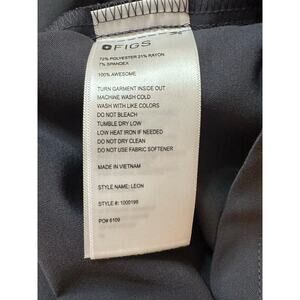 FIGS
72% POLYESTER 21% RAYON
7% SPANDEX
100% AWESOME
TURN GARMENT INSIDE OUT
MACHINE WASH COLD
WASH WITH LIKE COLORS
DO NOT BLEACH
TUMBLE DRY LOW
LOW HEAT IRON IF NEEDED
DO NOT DRY CLEAN
DO NOT USE FABRIC SOFTENER
MADE IN VIETNAM
STYLE NAME: LEON
STYLE #: 1000198
PO# 6109